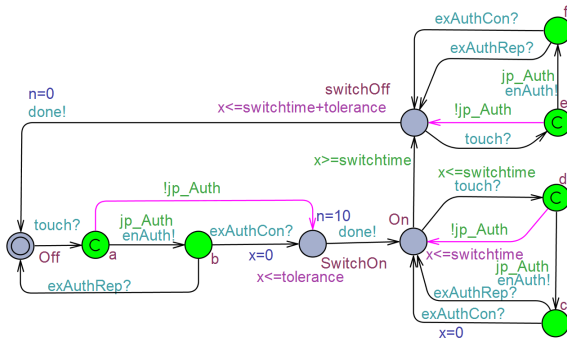 f
exAuthCon?
exAuthRep?
jp_Auth
enAuth!
switchOff
n=0
x<=switchtime+tolerance
e
done!
!jp_Auth
C
touch?
x>=switchtime
x<=switchtime
d
touch?
C
!jp_Auth
On
n=10
!jp_Auth
touch?
jp_Auth
enAuth!
exAuthCon?
done!
C
Off
a
b
x=0
SwitchOn
x<=switchtime
x<=tolerance
jp_Auth
enAuth!
exAuthRep?
exAuthRep?
c
exAuthCon?
x=0